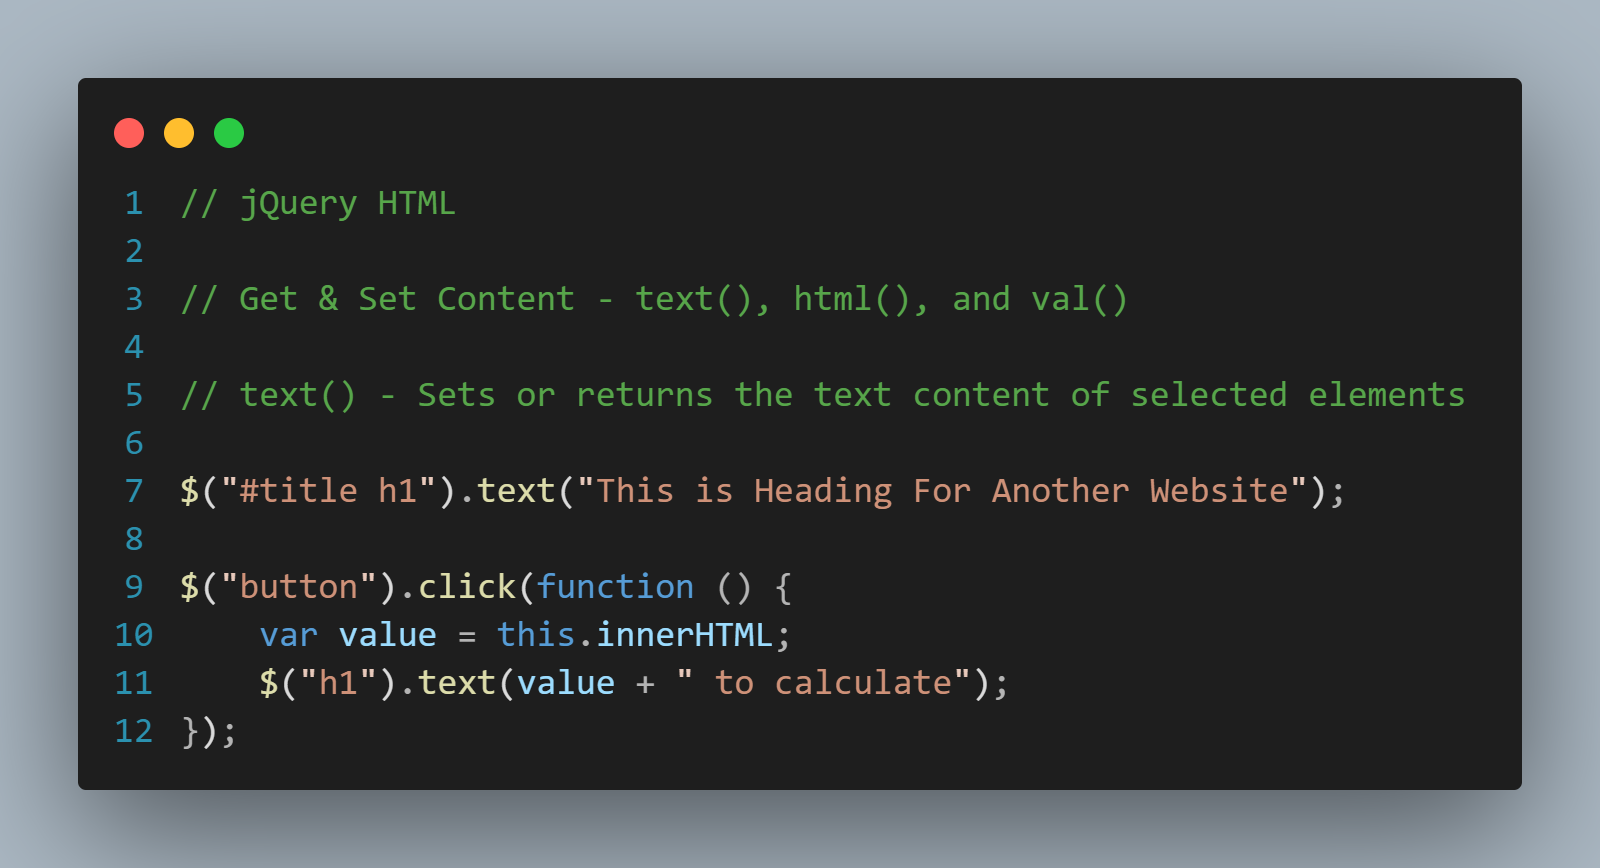 1 // jQuery HTML
2
3 // Get & Set Content - text(), html(), and val()
4
5 // text() - Sets or returns the text content of selected elements
6
7 $("#title h1").text("This is Heading For Another Website");
8
9 $("button").click(function () {
10     var value = this.innerHTML;
11     $("h1").text(value + " to calculate");
12 });